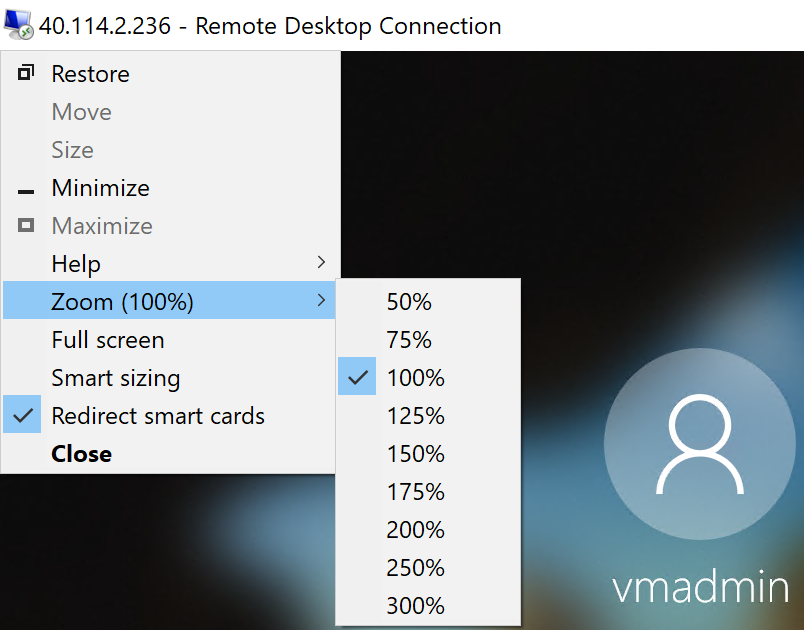 40.114.2.236 - Remote Desktop Connection
Restore
Move
Size
Minimize
Maximize
Help
Zoom (100%)
Full screen
Smart sizing
Redirect smart cards
Close
50%
75%
100%
125%
150%
175%
200%
250%
300%
vmadmin